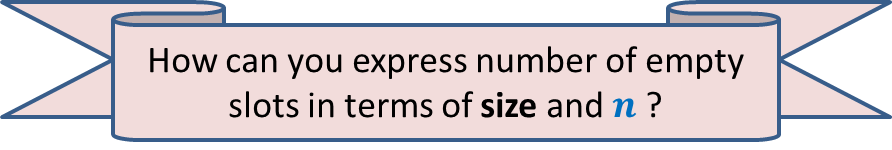 How can you express number of empty
slots in terms of size and n ?